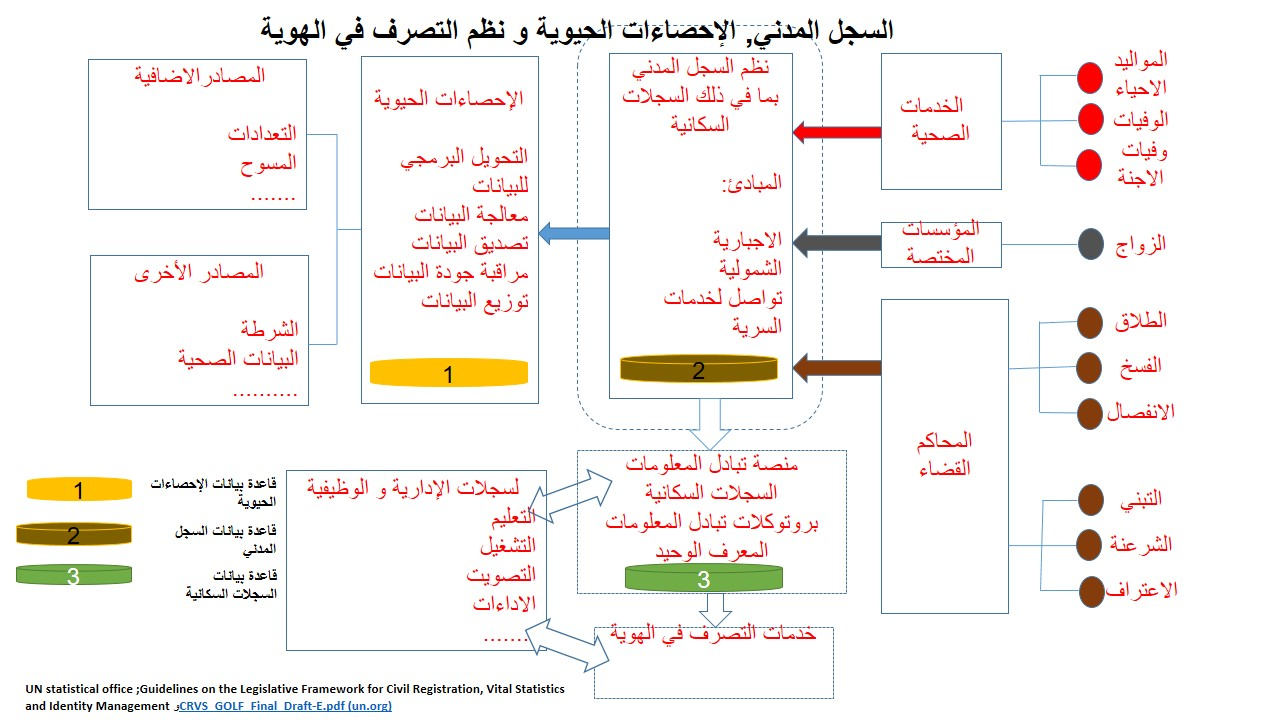 السجل المدني, الإحصاءات الحيوية و نظم التصرف في الهوية
المواليد
الاحياء
الوفيات
وفيات
الاجنة
الخدمات
الصحية
الزواج
المؤسسات
المختصة
الطلاق
الفسخ
الانفصال
التبني
الشرعنة
الاعتراف
المحاكم
القضاء
نظم السجل المدني
بما في ذلك السجلات
السكانية
المبادئ:
الاجبارية
الشمولية
تواصل لخدمات
السرية
2
الإحصاءات الحيوية
التحويل البرمجي
للبيانات
معالجة البيانات
تصديق البيانات
مراقبة جودة البيانات
توزيع البيانات
1
المصادرالاضافية
التعدادات
المسوح
.......
المصادر الأخرى
الشرطة
البيانات الصحية
..........
منصة تبادل المعلومات
السجلات السكانية
بروتوكلات تبادل المعلومات
المعرف الوحيد
3
خدمات التصرف في الهوية
لسجلات الإدارية و الوظيفية
التعليم
التشغيل
التصويت
الاداءات
.......
1
قاعدة بيانات الإحصاءات
الحيوية
2
قاعدة بيانات السجل
المدني
3
قاعدة بيانات
السجلات السكانية
UN statistical office ;Guidelines on the Legislative Framework for Civil Registration, Vital Statistics
and Identity Management و CRVS_GOLF_Final_Draft-E.pdf (un.org)